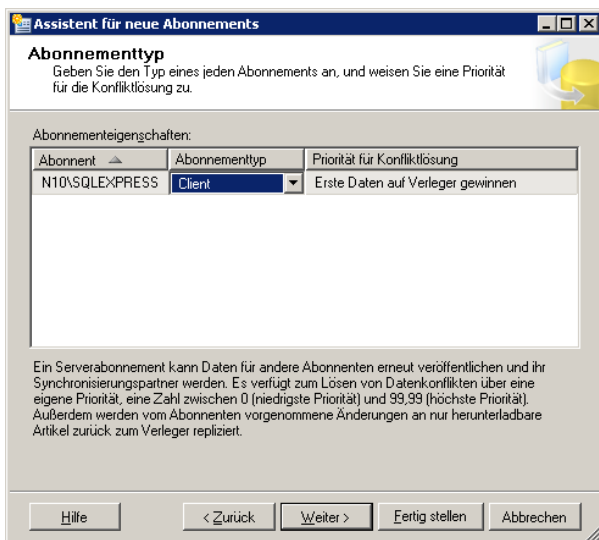 Assistent für neue Abonnements
Abonnementtyp
Geben Sie den Typ eines jeden Abonnements an, und weisen Sie eine Priorität
für die Konfliktlösung zu.
Abonnementeigenschaften:
Abonnent Abonnementtyp Priorität für Konfliktlösung
N10\SQLEXPRESS Client Erste Daten auf Verleger gewinnen
Ein Serverabonnement kann Daten für andere Abonnenten erneut veröffentlichen und ihr
Synchronisierungspartner werden. Es verfügt zum Lösen von Datenkonflikten über eine
eigene Priorität, eine Zahl zwischen 0 (niedrigste Priorität) und 99,99 (höchste Priorität).
Außerdem werden vom Abonnenten vorgenommene Änderungen an nur herunterladbare
Artikel zurück zum Verleger repliziert.
Hilfe < Zurück Weiter > Fertig stellen Abbrechen